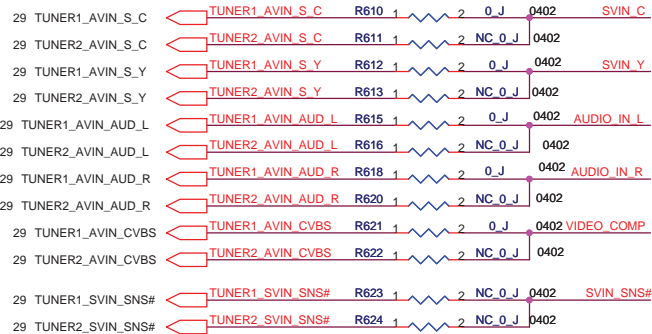 29 TUNER1_AVIN_S_C TUNER1_AVIN_S_C R610 1 2 0_J 0402 SVIN_C
29 TUNER2_AVIN_S_C TUNER2_AVIN_S_C R611 1 2 NC_0_J 0402
29 TUNER1_AVIN_S_Y TUNER1_AVIN_S_Y R612 1 2 0_J 0402 SVIN_Y
29 TUNER2_AVIN_S_Y TUNER2_AVIN_S_Y R613 1 2 NC_0_J 0402
29 TUNER1_AVIN_AUD_L TUNER1_AVIN_AUD_L R615 1 2 0_J 0402 AUDIO_IN_L
29 TUNER2_AVIN_AUD_L TUNER2_AVIN_AUD_L R616 1 2 NC_0_J 0402
29 TUNER1_AVIN_AUD_R TUNER1_AVIN_AUD_R R618 1 2 0_J 0402 AUDIO_IN_R
29 TUNER2_AVIN_AUD_R TUNER2_AVIN_AUD_R R620 1 2 NC_0_J 0402
29 TUNER1_AVIN_CVBS TUNER1_AVIN_CVBS R621 1 2 0_J 0402 VIDEO_COMP
29 TUNER2_AVIN_CVBS TUNER2_AVIN_CVBS R622 1 2 NC_0_J 0402
29 TUNER1_SVIN_SNS# TUNER1_SVIN_SNS# R623 1 2 NC_0_J 0402 SVIN_SNS#
29 TUNER2_SVIN_SNS# TUNER2_SVIN_SNS# R624 1 2 NC_0_J 0402